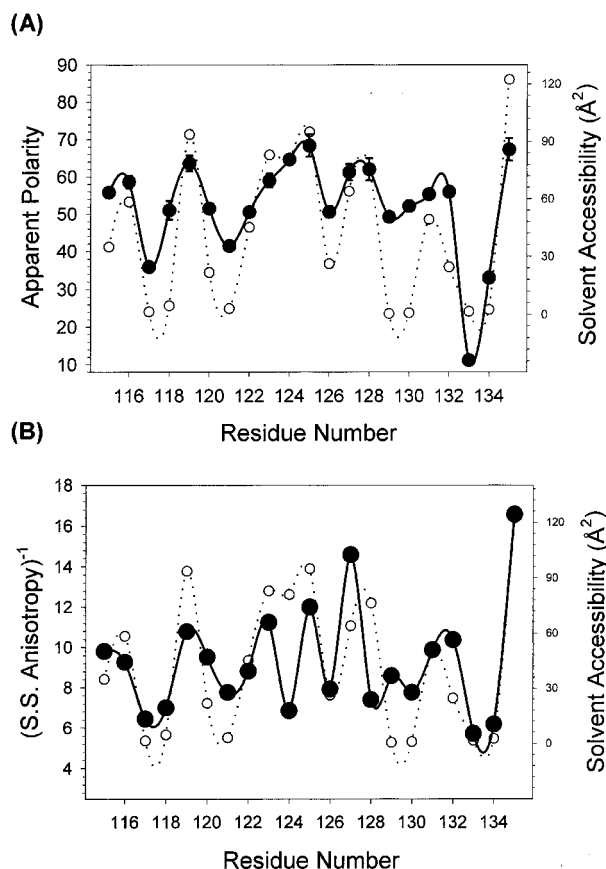 (A)
Apparent Polarity
90
80
70
60
50
40
30
20
10
120
90
60
30
0
Solvent Accessibility (Å²)
116 118 120 122 124 126 128 130 132 134
Residue Number
(B)
(S.S. Anisotropy)⁻¹
18
16
14
12
10
8
6
4
120
90
60
30
0
Solvent Accessibility (Å²)
116 118 120 122 124 126 128 130 132 134
Residue Number